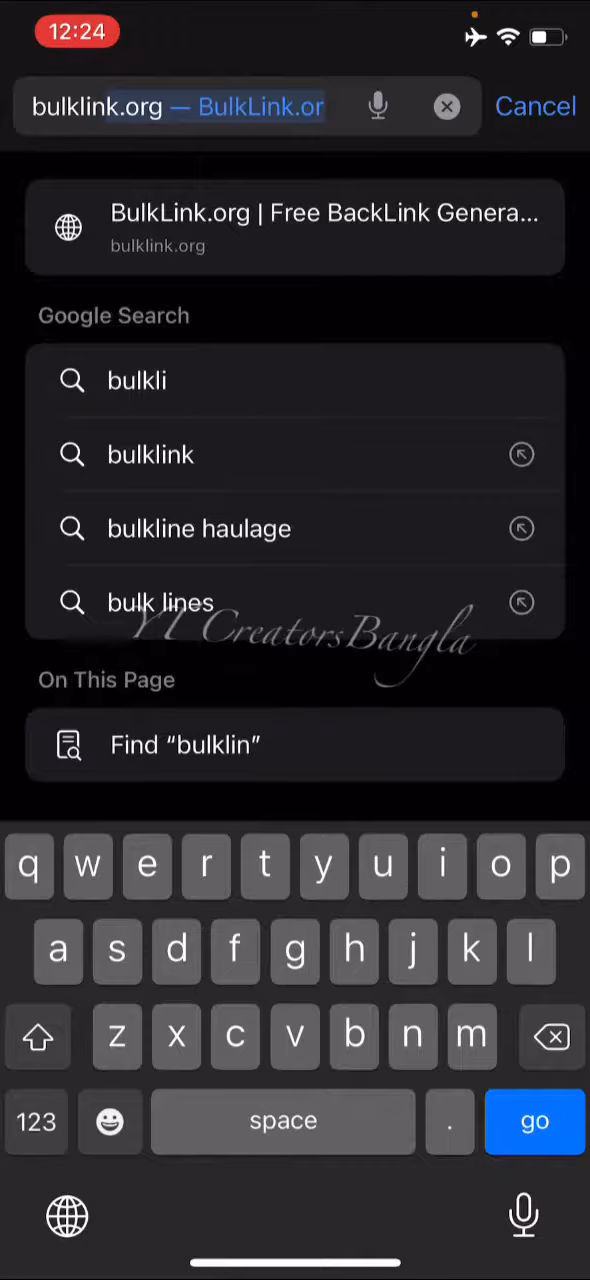 12:24
bulklink.org — BulkLink.or
Cancel
BulkLink.org | Free BackLink Genera...
bulklink.org
Google Search
bulkli
bulklink
bulkline haulage
bulk lines
YT CreatorsBangla
On This Page
Find “bulklin”
q w e r t y u i o p
a s d f g h j k l
z x c v b n m
123 space . go